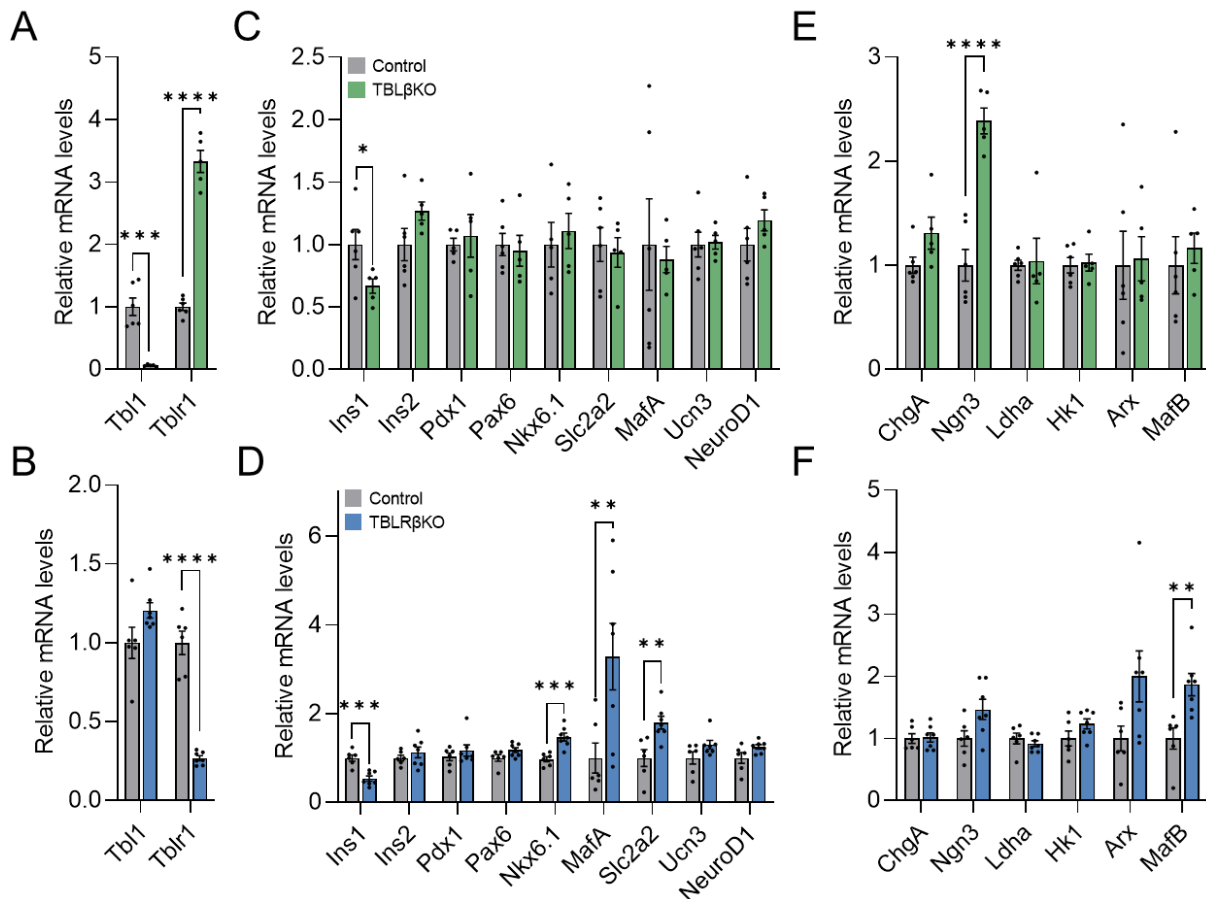 A
Relative mRNA levels
5
4
3
2
1
0
***
****
Tbl1
Tblr1
C
Relative mRNA levels
2.5
2.0
1.5
1.0
0.5
0.0
Control
TBLβKO
*
Ins1
Ins2
Pdx1
Pax6
Nkx6.1
Slc2a2
MafA
Ucn3
NeuroD1
E
Relative mRNA levels
3
2
1
0
****
ChgA
Ngn3
Ldha
Hk1
Arx
MafB
B
Relative mRNA levels
2.0
1.5
1.0
0.5
0.0
****
Tbl1
Tblr1
D
Relative mRNA levels
6
4
2
0
Control
TBLRβKO
***
***
**
**
Ins1
Ins2
Pdx1
Pax6
Nkx6.1
MafA
Slc2a2
Ucn3
NeuroD1
F
Relative mRNA levels
5
4
3
2
1
0
**
ChgA
Ngn3
Ldha
Hk1
Arx
MafB